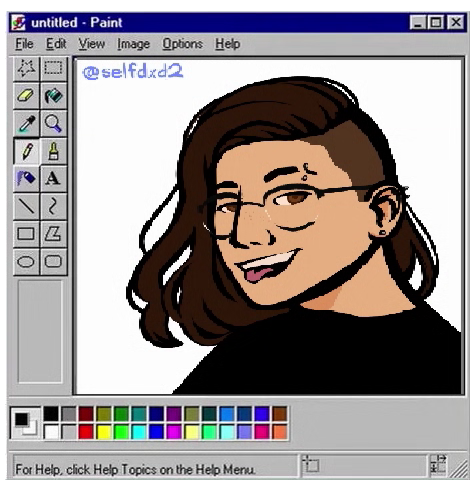 untitled - Paint
File Edit View Image Options Help
@selfdxd2
A
For Help, click Help Topics on the Help Menu.